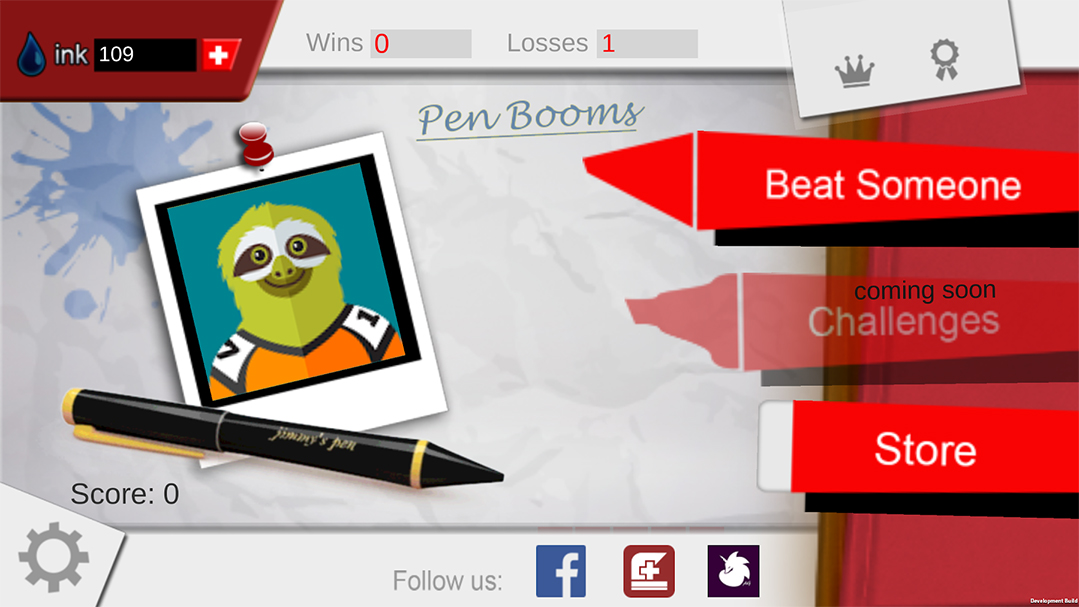 ink 109
Wins 0
Losses 1
Pen Booms
Beat Someone
coming soon
Challenges
Store
1
jimmy's pen
Score: 0
Follow us:
f
Development Build